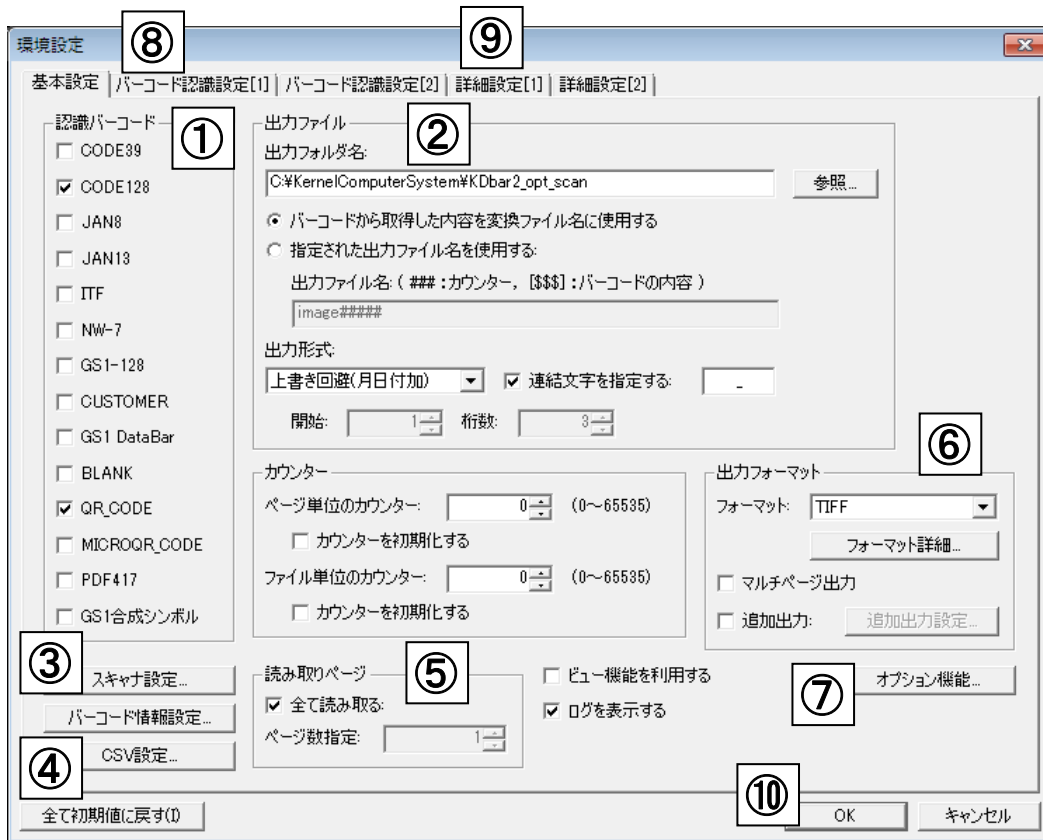 環境設定
⑧
⑨
基本設定 バーコード認識設定[1] バーコード認識設定[2] 詳細設定[1] 詳細設定[2]
認識バーコード
①
CODE39
CODE128
JAN8
JAN13
ITF
NW-7
GS1-128
CUSTOMER
GS1 DataBar
BLANK
QR_CODE
MICROQR_CODE
PDF417
GS1合成シンボル
出力ファイル
②
出力フォルダ名:
C:¥KernelComputerSystem¥KDbar2_opt_scan 参照...
バーコードから取得した内容を変換ファイル名に使用する
指定された出力ファイル名を使用する:
出力ファイル名: ( ### :カウンター, [$$$] :バーコードの内容 )
image#####
出力形式:
上書き回避(月日付加) 連結文字を指定する: _
開始: 1 桁数: 3
カウンター
ページ単位のカウンター: 0 (0～65535)
カウンターを初期化する
ファイル単位のカウンター: 0 (0～65535)
カウンターを初期化する
⑥
出力フォーマット
フォーマット: TIFF
フォーマット詳細...
マルチページ出力
追加出力: 追加出力設定...
③
スキャナ設定...
バーコード情報設定...
④
CSV設定...
⑤
読み取りページ
全て読み取る:
ページ数指定: 1
ビュー機能を利用する
ログを表示する
⑦
オプション機能...
全て初期値に戻す(I)
⑩
OK キャンセル